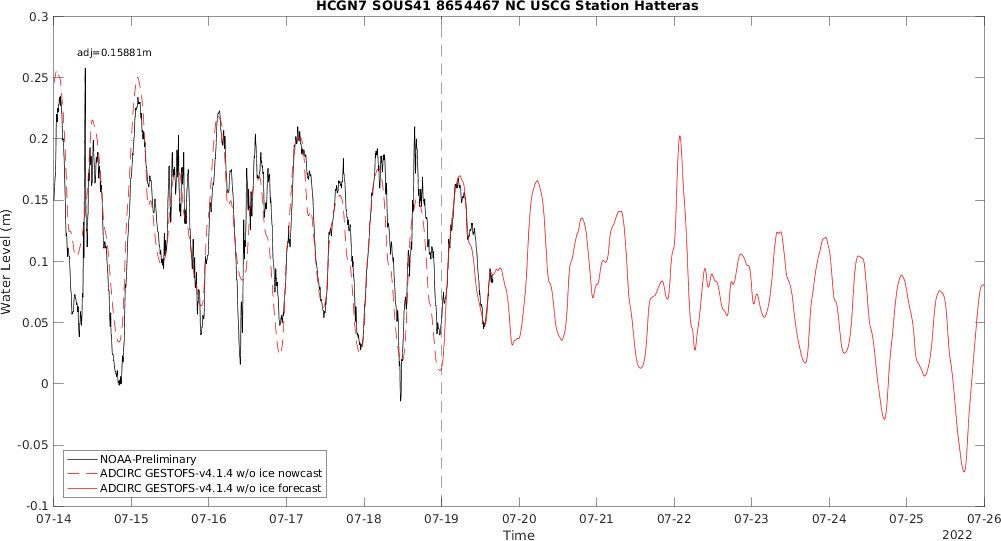 HCGN7 SOUS41 8654467 NC USCG Station Hatteras
0.3
adj=0.15881m
0.25
0.2
0.15
0.1
0.05
0
-0.05
-0.1
Water Level (m)
NOAA-Preliminary
ADCIRC GESTOFS-v4.1.4 w/o ice nowcast
ADCIRC GESTOFS-v4.1.4 w/o ice forecast
07-14 07-15 07-16 07-17 07-18 07-19 07-20 07-21 07-22 07-23 07-24 07-25 07-26
Time
2022